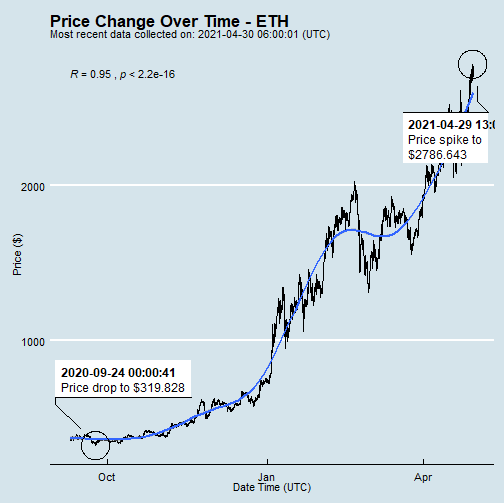 Price Change Over Time - ETH
Most recent data collected on: 2021-04-30 06:00:01 (UTC)
R = 0.95 , p < 2.2e-16
2021-04-29 13:0
Price spike to
$2786.643
2000
Price ($)
1000
2020-09-24 00:00:41
Price drop to $319.828
Oct
Jan
Apr
Date Time (UTC)